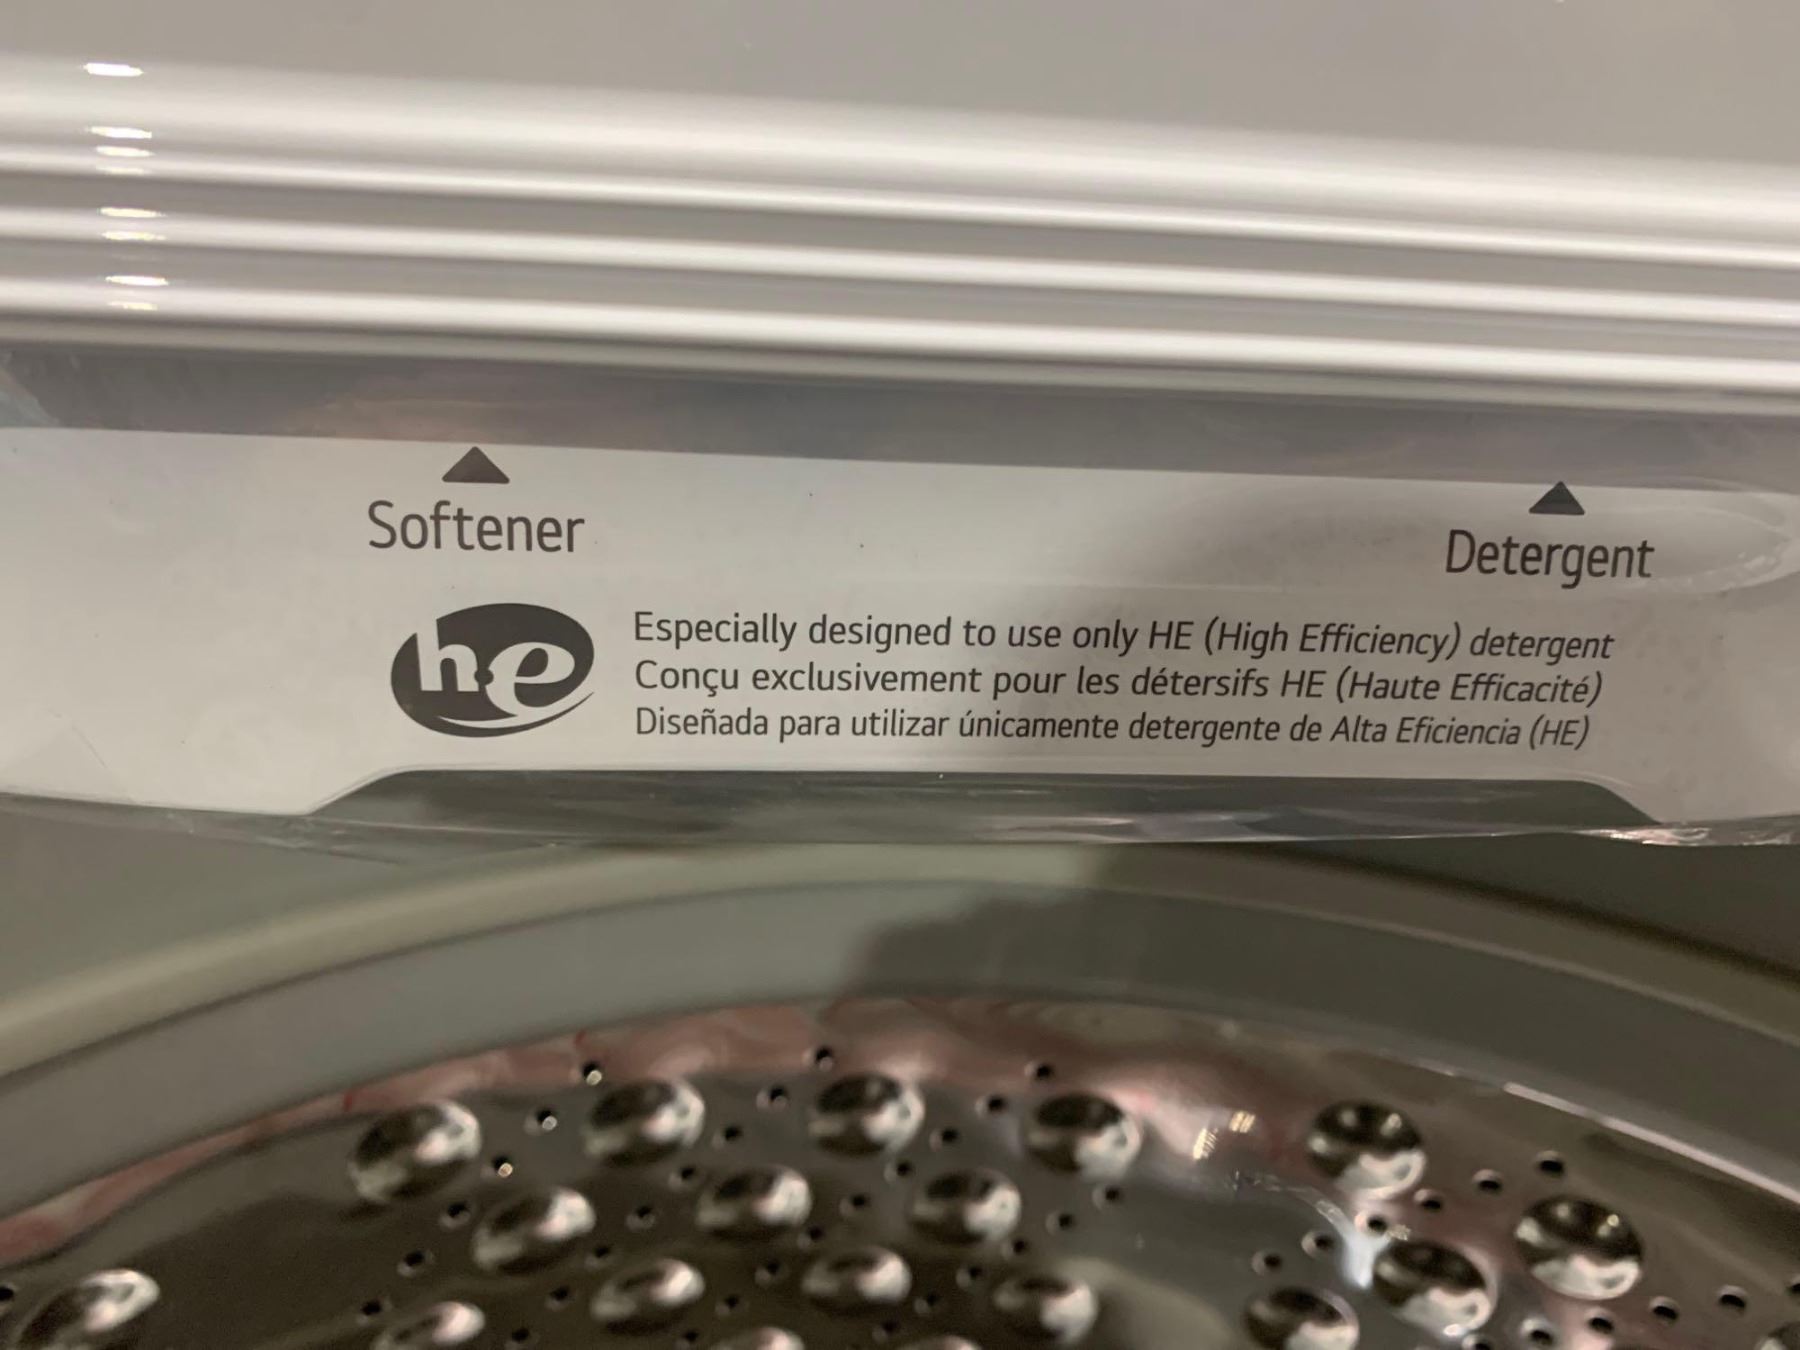 Softener
Detergent
he
Especially designed to use only HE (High Efficiency) detergent
Conçu exclusivement pour les détersifs HE (Haute Efficacité)
Diseñada para utilizar únicamente detergente de Alta Eficiencia (HE)